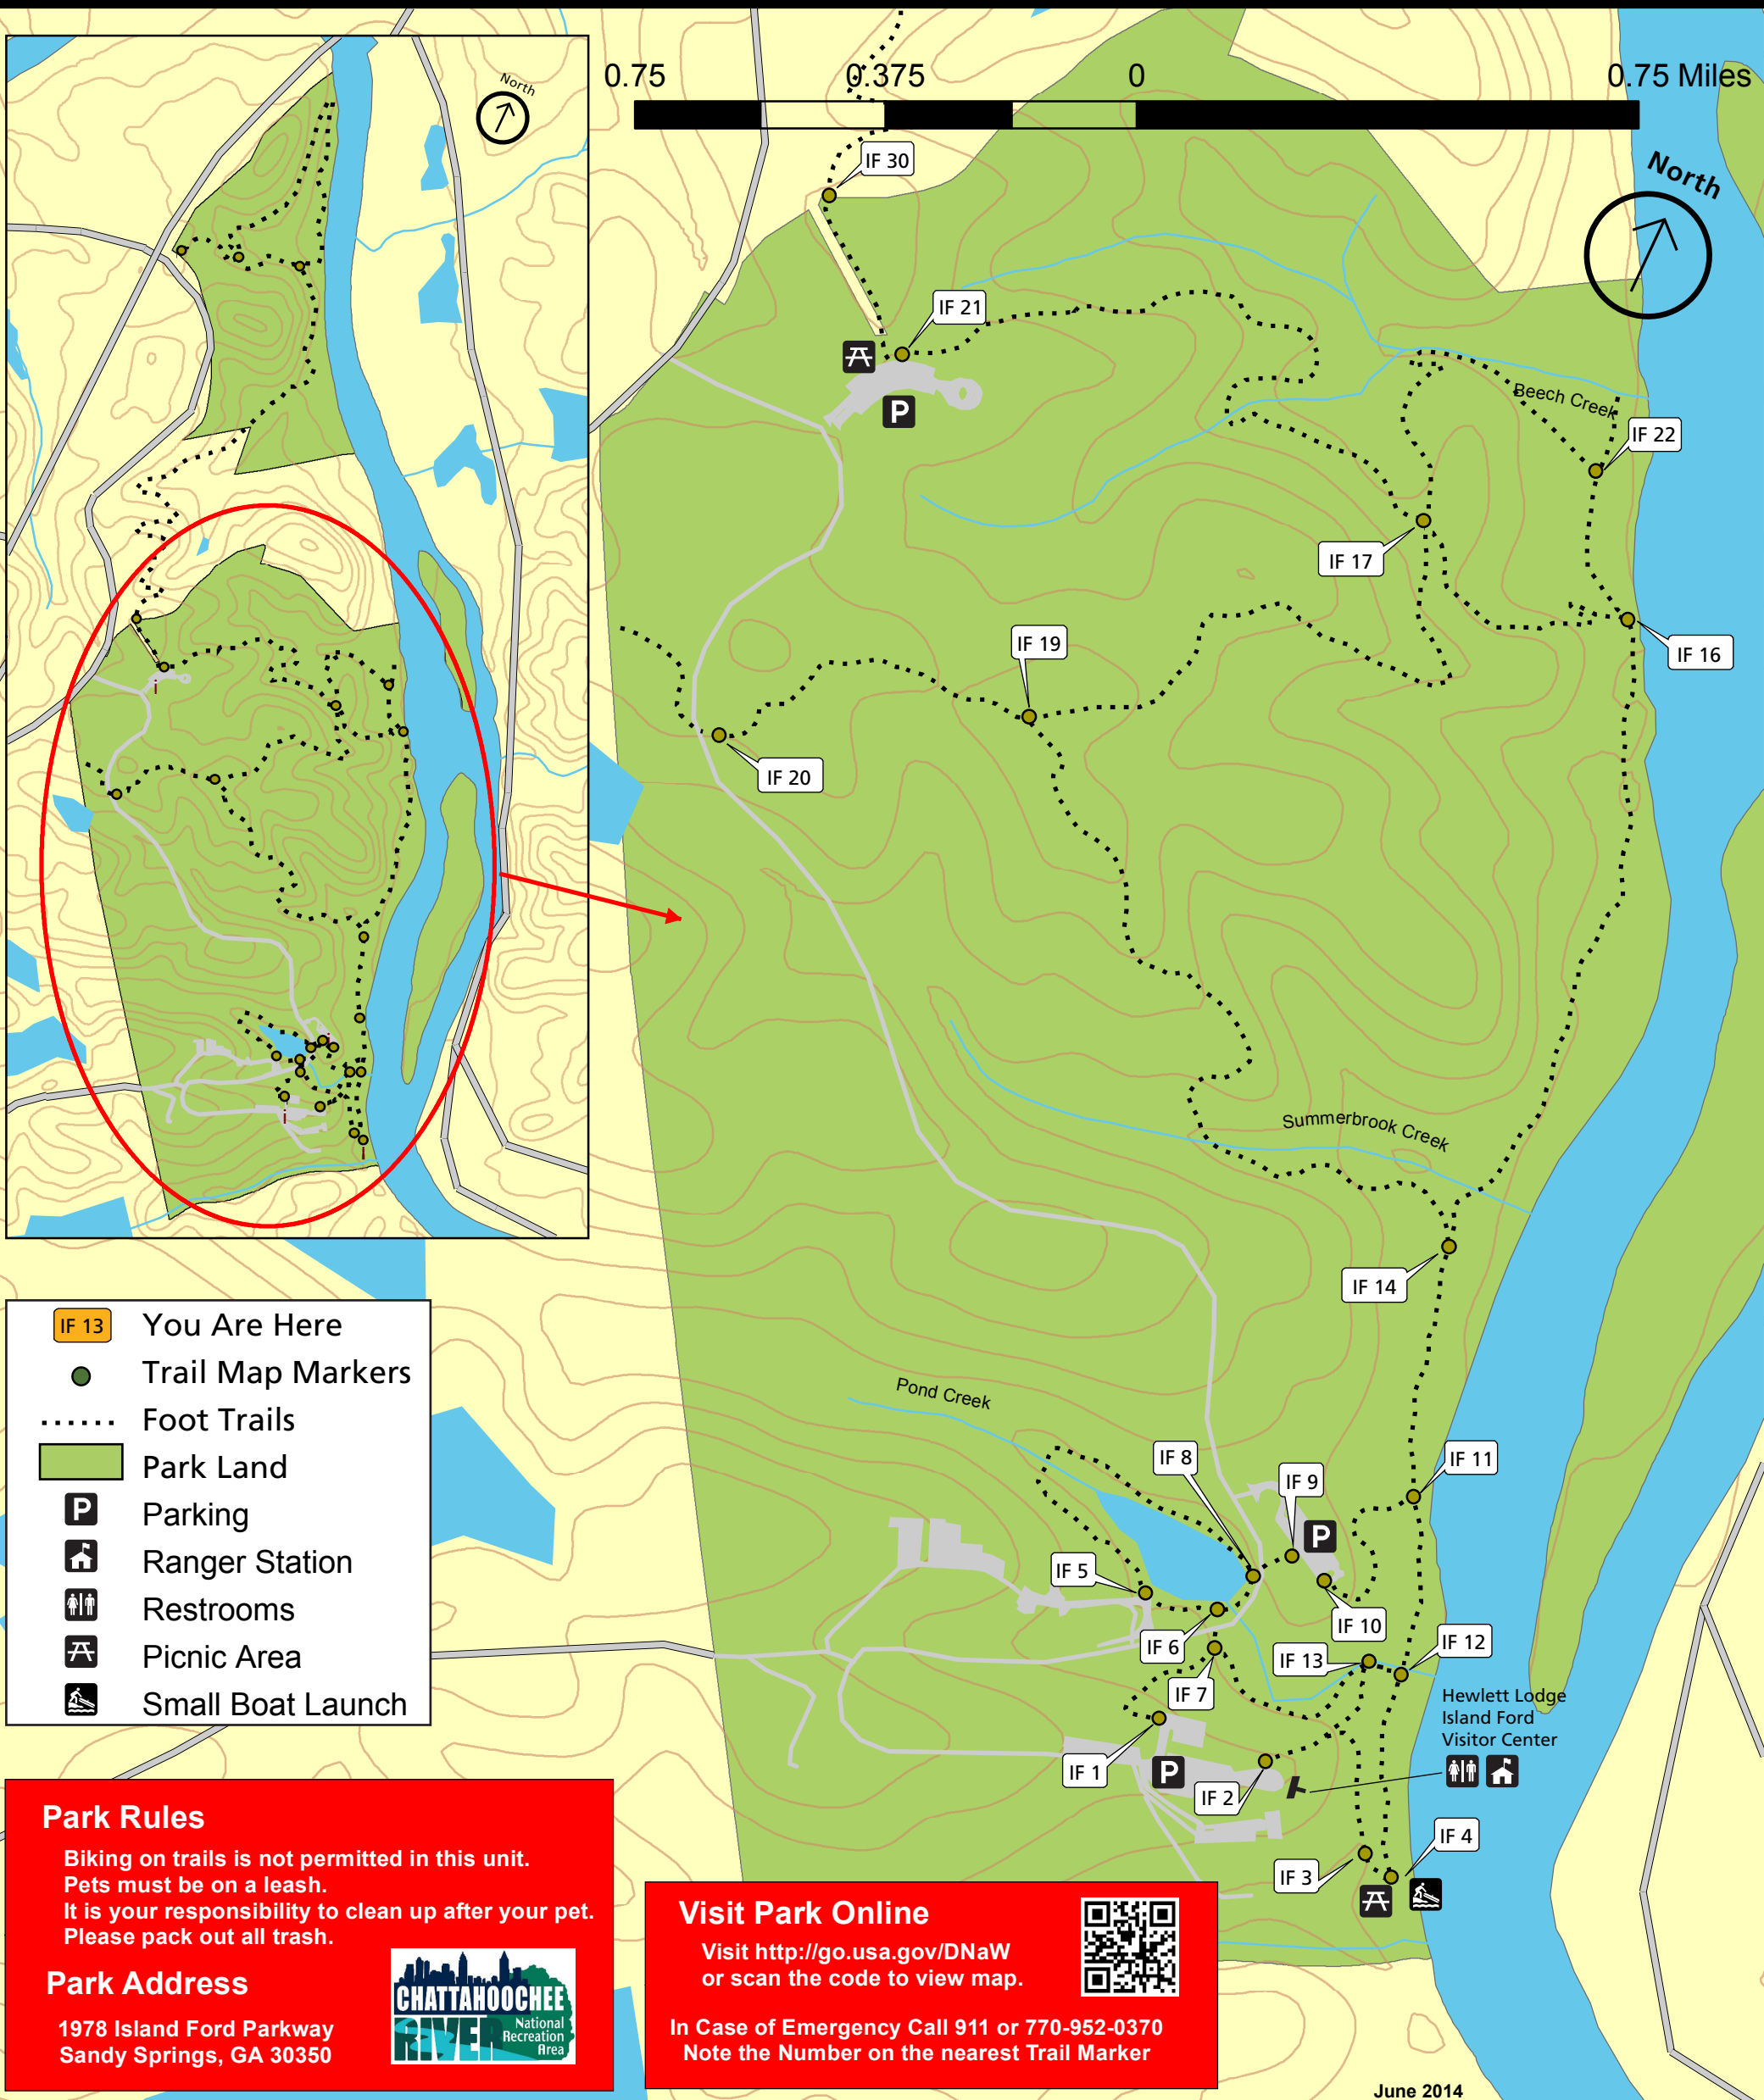 North
0.75 0.375 0 0.75 Miles
North
IF 30
IF 21
Beech Creek
IF 22
IF 17
IF 19
IF 16
IF 20
Summerbrook Creek
IF 14
Pond Creek
IF 8
IF 9
IF 11
P
IF 5
IF 10
IF 6
IF 13
IF 12
IF 7
Hewlett Lodge
Island Ford
Visitor Center
IF 1
P
IF 2
IF 4
IF 3
P
i
i
i
IF 13 You Are Here
Trail Map Markers
Foot Trails
Park Land
P Parking
Ranger Station
Restrooms
Picnic Area
Small Boat Launch
Park Rules
Biking on trails is not permitted in this unit.
Pets must be on a leash.
It is your responsibility to clean up after your pet.
Please pack out all trash.
Park Address
1978 Island Ford Parkway
Sandy Springs, GA 30350
CHATTAHOOCHEE
RIVER
National
Recreation
Area
Visit Park Online
Visit http://go.usa.gov/DNaW
or scan the code to view map.
In Case of Emergency Call 911 or 770-952-0370
Note the Number on the nearest Trail Marker
June 2014